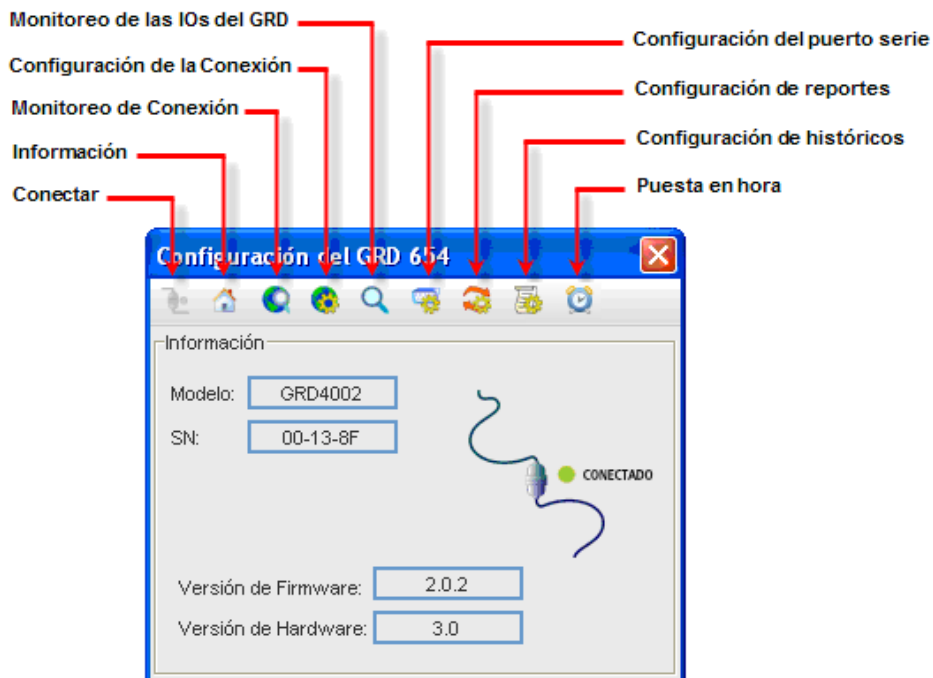 Monitoreo de las IOs del GRD
Configuración de la Conexión
Monitoreo de Conexión
Información
Conectar
Configuración del puerto serie
Configuración de reportes
Configuración de históricos
Puesta en hora
Configuración del GRD 654
Información
Modelo: GRD4002
SN: 00-13-8F
CONECTADO
Versión de Firmware: 2.0.2
Versión de Hardware: 3.0